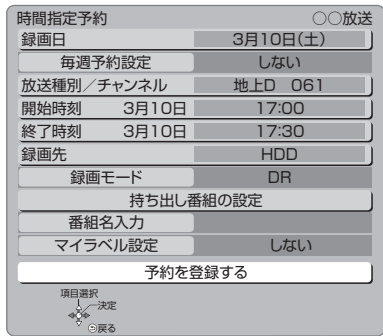 時間指定予約 ○○放送
録画日 3月10日(土)
毎週予約設定 しない
放送種別／チャンネル 地上D 061
開始時刻 3月10日 17:00
終了時刻 3月10日 17:30
録画先 HDD
録画モード DR
持ち出し番組の設定
番組名入力
マイラベル設定 しない
予約を登録する
項目選択
決定
戻る